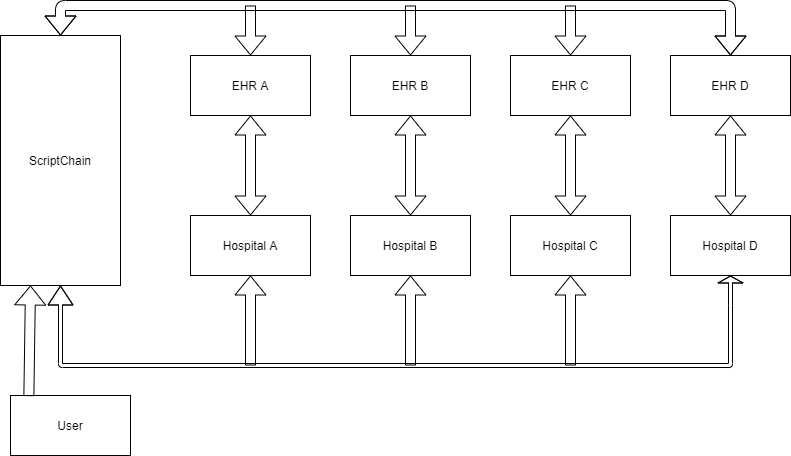 EHR A
EHR B
EHR C
EHR D
ScriptChain
Hospital A
Hospital B
Hospital C
Hospital D
User